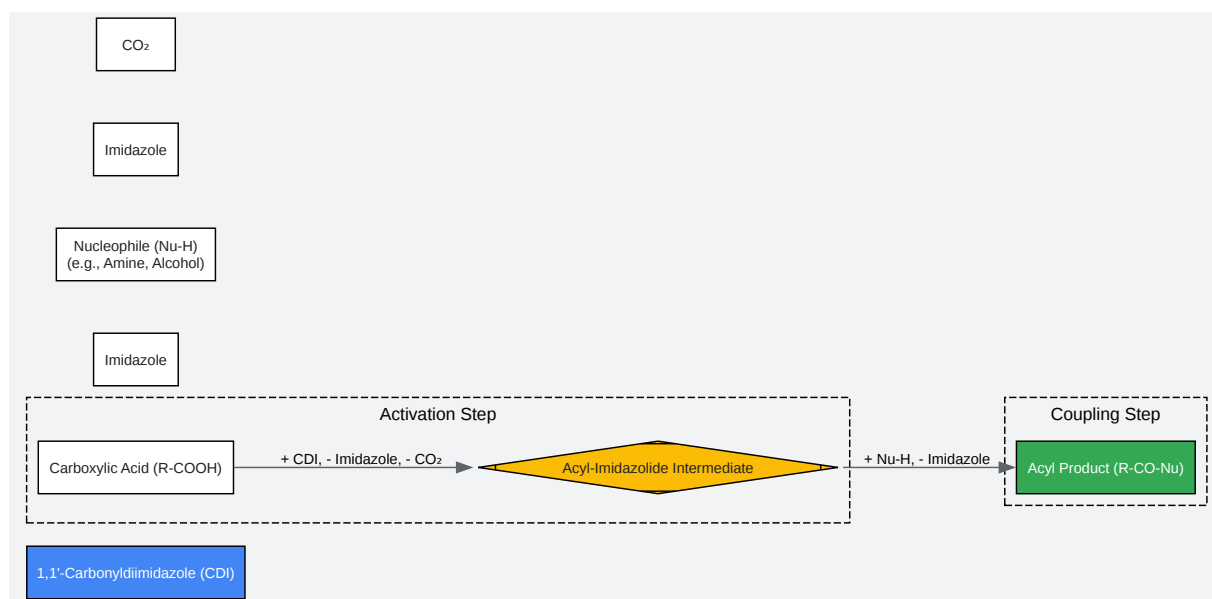 CO₂
Imidazole
Nucleophile (Nu-H)
(e.g., Amine, Alcohol)
Imidazole
Activation Step
Coupling Step
Carboxylic Acid (R-COOH)
+ CDI, - Imidazole, - CO₂
Acyl-Imidazolide Intermediate
+ Nu-H, - Imidazole
Acyl Product (R-CO-Nu)
1,1'-Carbonyldiimidazole (CDI)